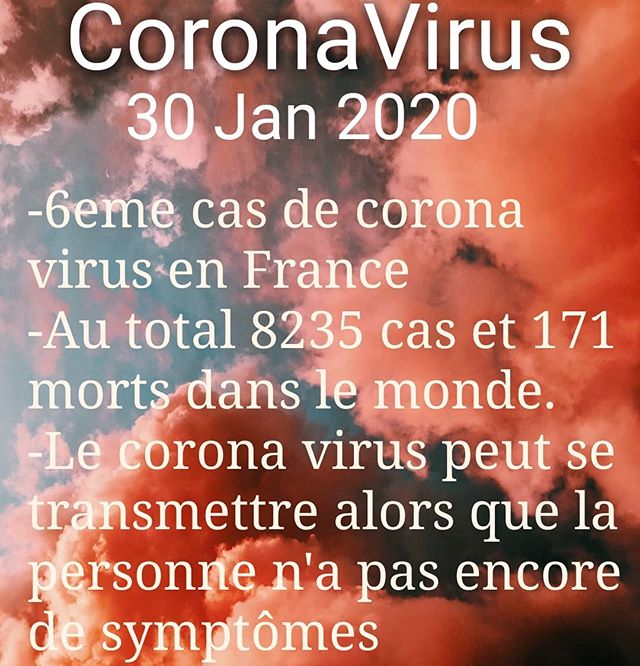 CoronaVirus
30 Jan 2020
-6eme cas de corona
virus en France
-Au total 8235 cas et 171
morts dans le monde.
-Le corona virus peut se
transmettre alors que la
personne n'a pas encore
de symptômes